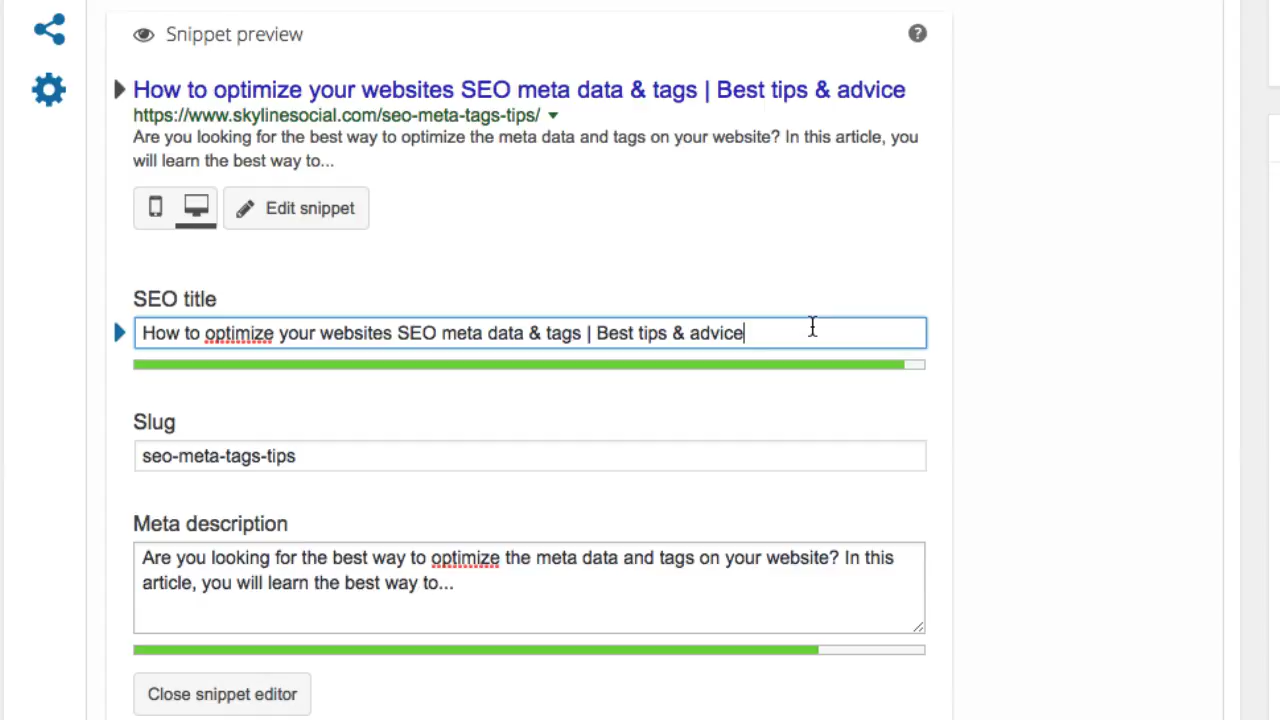 Snippet preview
?
How to optimize your websites SEO meta data & tags | Best tips & advice
https://www.skylinesocial.com/seo-meta-tags-tips/
Are you looking for the best way to optimize the meta data and tags on your website? In this article, you
will learn the best way to...
Edit snippet
SEO title
How to optimize your websites SEO meta data & tags | Best tips & advice
Slug
seo-meta-tags-tips
Meta description
Are you looking for the best way to optimize the meta data and tags on your website? In this
article, you will learn the best way to...
Close snippet editor